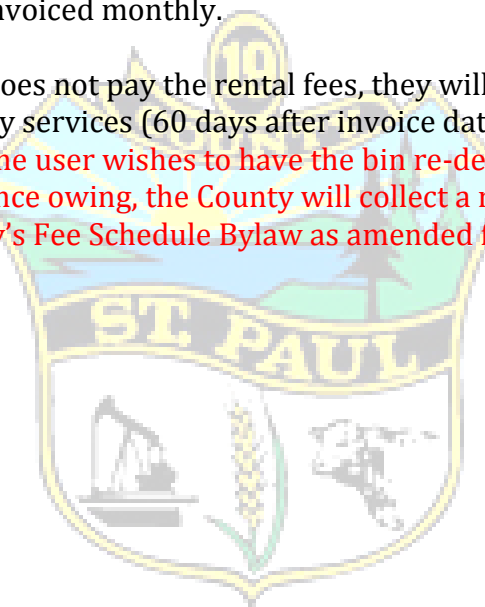 nvoiced monthly.
oes not pay the rental fees, they will
y services (60 days after invoice dat
he user wishes to have the bin re-de
nce owing, the County will collect a r
y's Fee Schedule Bylaw as amended f
10
COUNTY
ST. PAUL